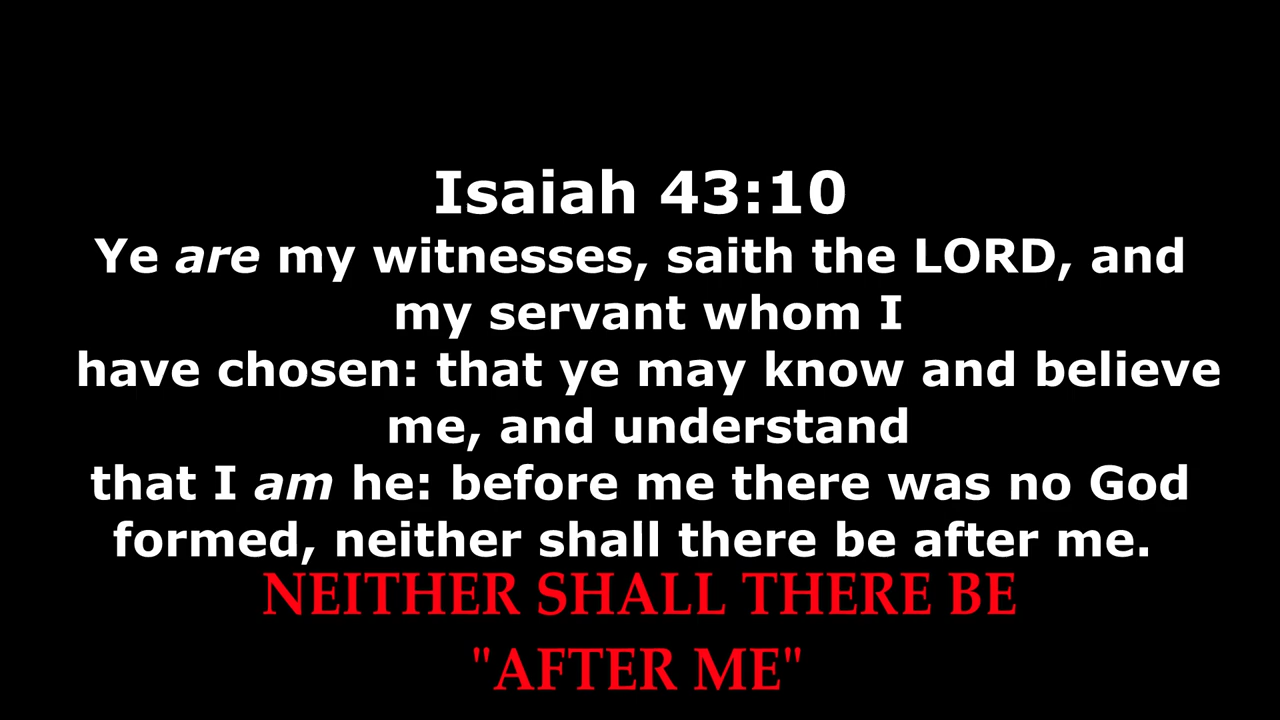 Isaiah 43:10
Ye are my witnesses, saith the LORD, and
my servant whom I
have chosen: that ye may know and believe
me, and understand
that I am he: before me there was no God
formed, neither shall there be after me.
NEITHER SHALL THERE BE
"AFTER ME"